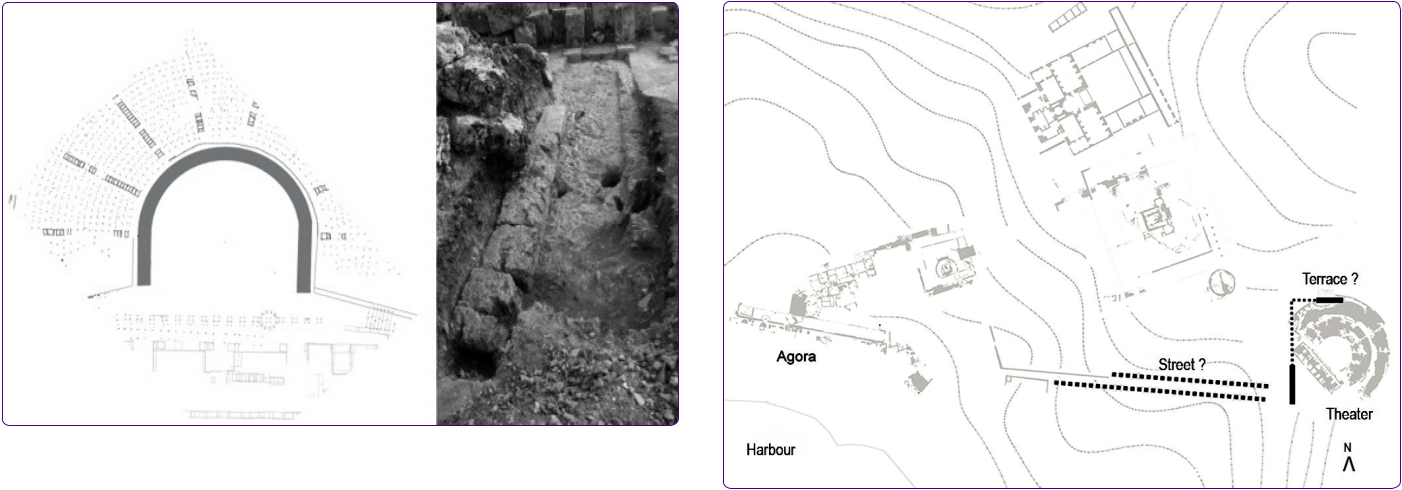 Terrace ?
Street ?
Agora
Theater
Harbour
N